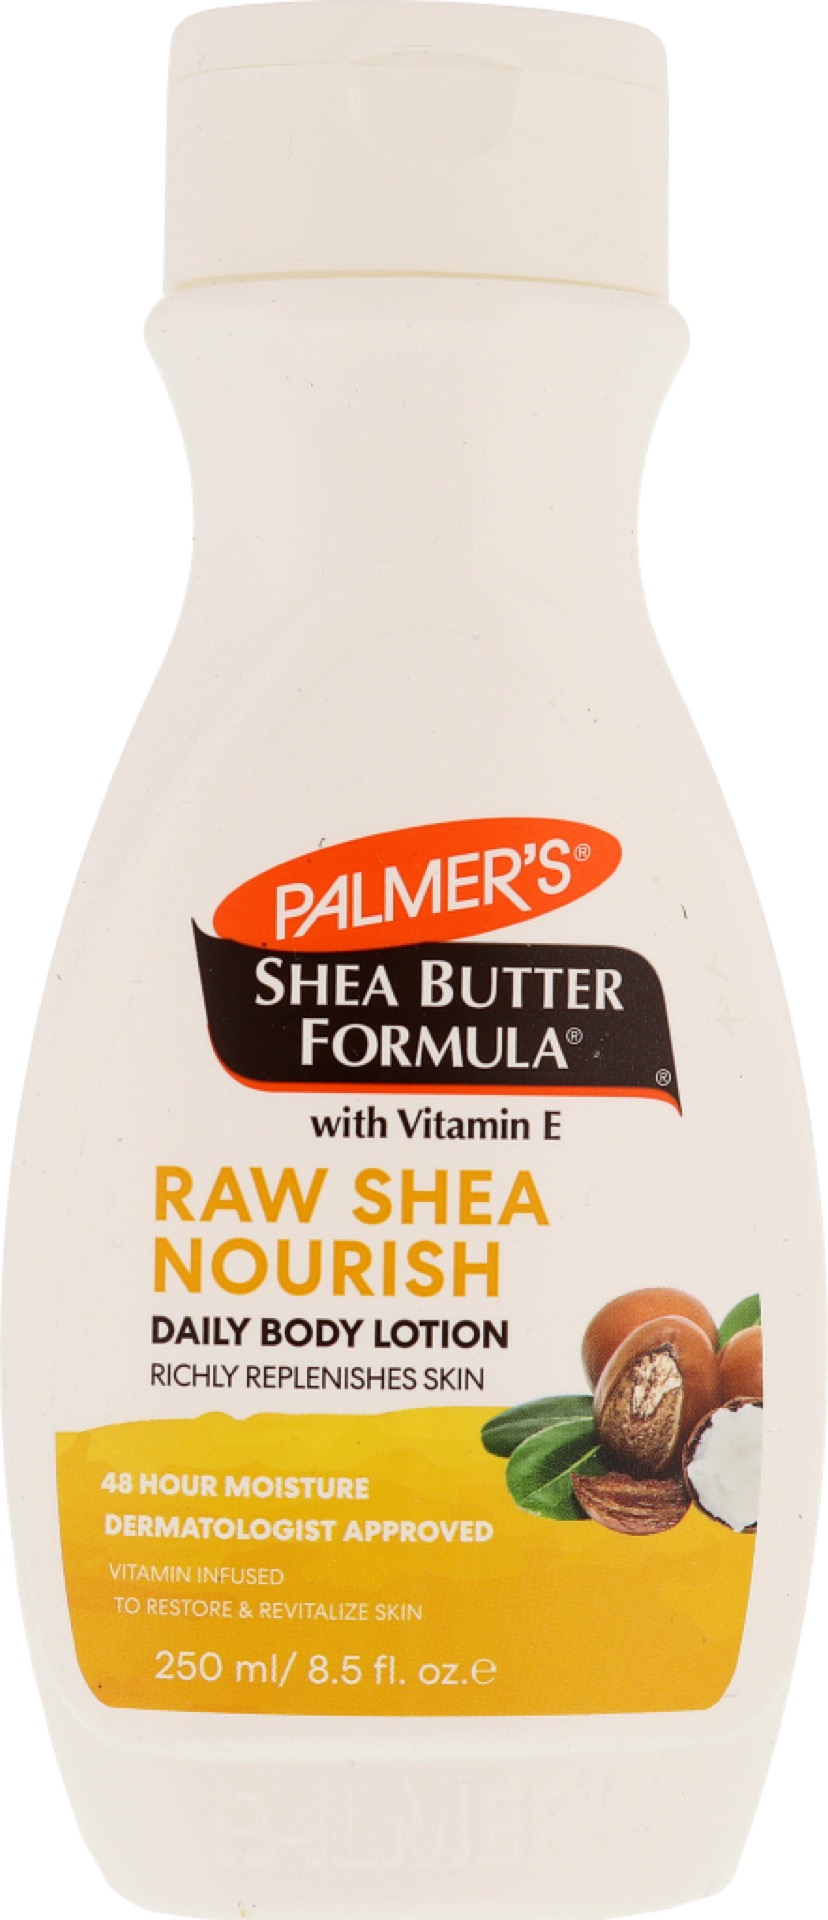 PALMER'S®
SHEA BUTTER
FORMULA®
®
with Vitamin E
RAW SHEA
NOURISH
DAILY BODY LOTION
RICHLY REPLENISHES SKIN
48 HOUR MOISTURE
DERMATOLOGIST APPROVED
VITAMIN INFUSED
TO RESTORE & REVITALIZE SKIN
250 ml/ 8.5 fl. oz.℮